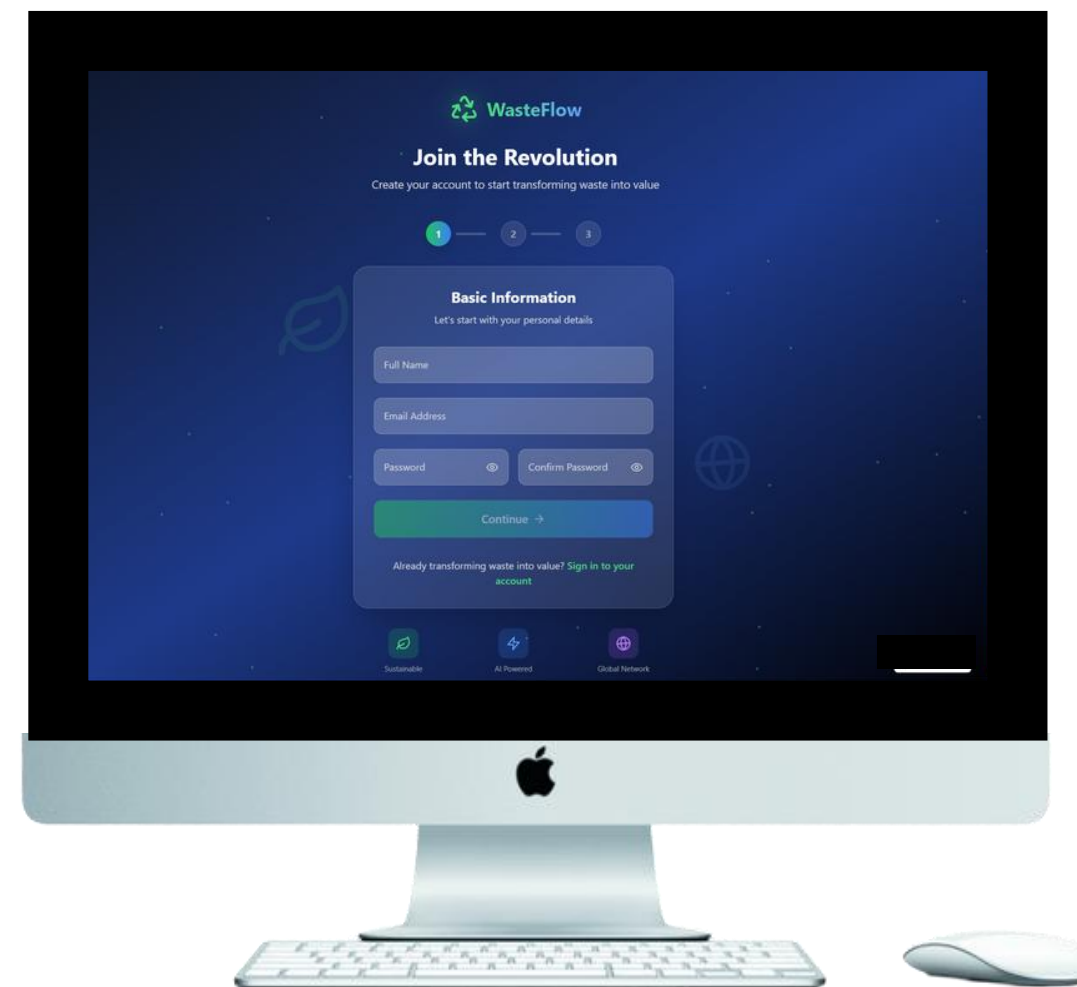 WasteFlow
Join the Revolution
Create your account to start transforming waste into value
1
2
3
Basic Information
Let's start with your personal details
Full Name
Email Address
Password
Confirm Password
Continue →
Already transforming waste into value? Sign in to your
account
Sustainable
AI Powered
Global Network